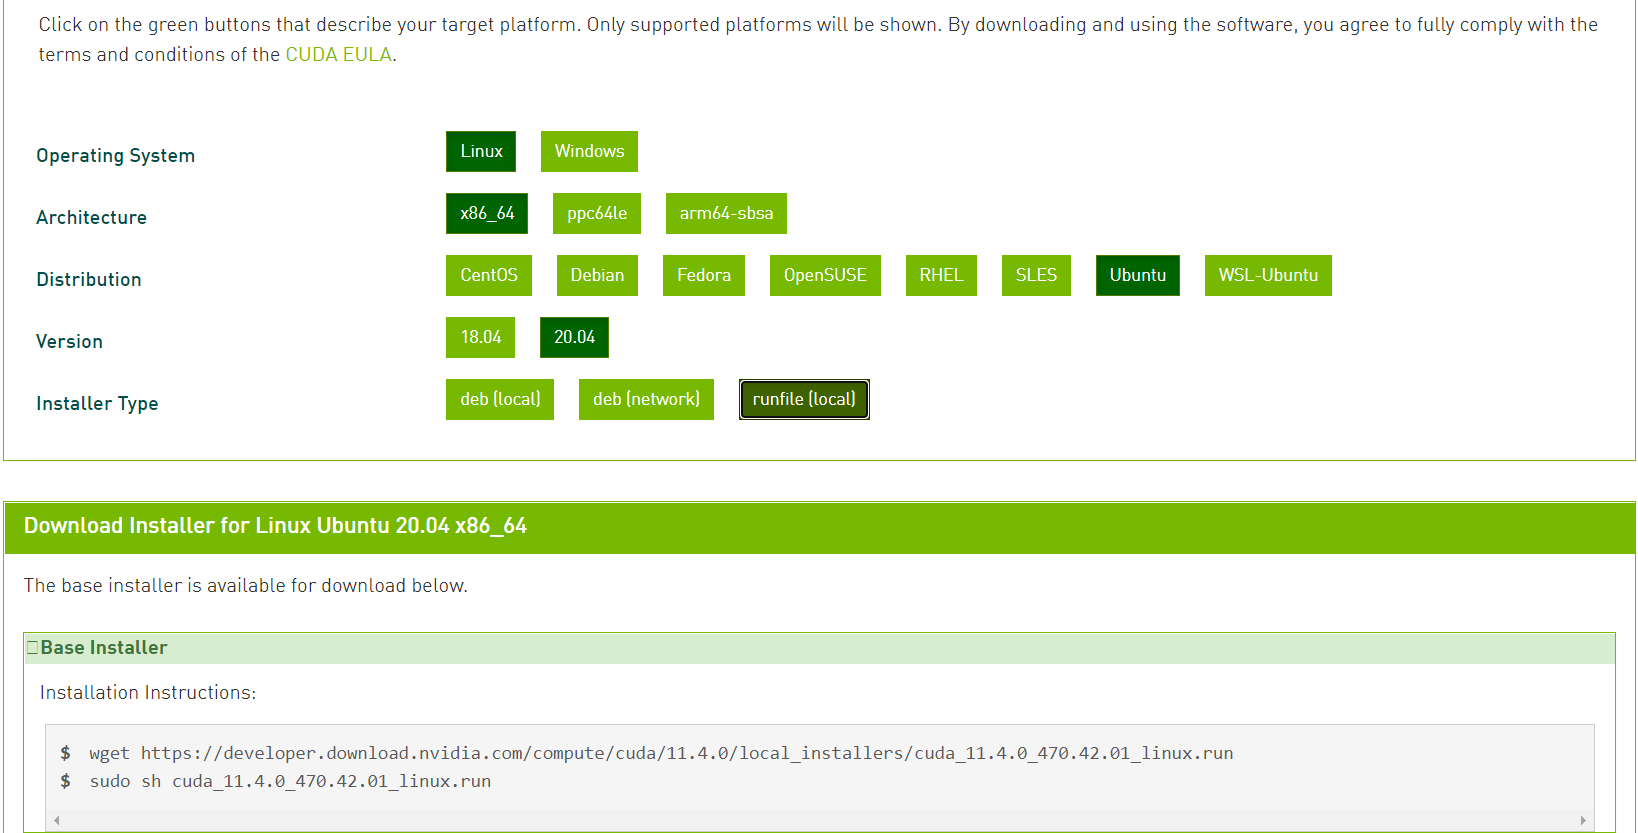 Click on the green buttons that describe your target platform. Only supported platforms will be shown. By downloading and using the software, you agree to fully comply with the
terms and conditions of the CUDA EULA.
Operating System Linux Windows
Architecture x86_64 ppc64le arm64-sbsa
Distribution CentOS Debian Fedora OpenSUSE RHEL SLES Ubuntu WSL-Ubuntu
Version 18.04 20.04
Installer Type deb (local) deb (network) runfile (local)
Download Installer for Linux Ubuntu 20.04 x86_64
The base installer is available for download below.
Base Installer
Installation Instructions:
$ wget https://developer.download.nvidia.com/compute/cuda/11.4.0/local_installers/cuda_11.4.0_470.42.01_linux.run
$ sudo sh cuda_11.4.0_470.42.01_linux.run